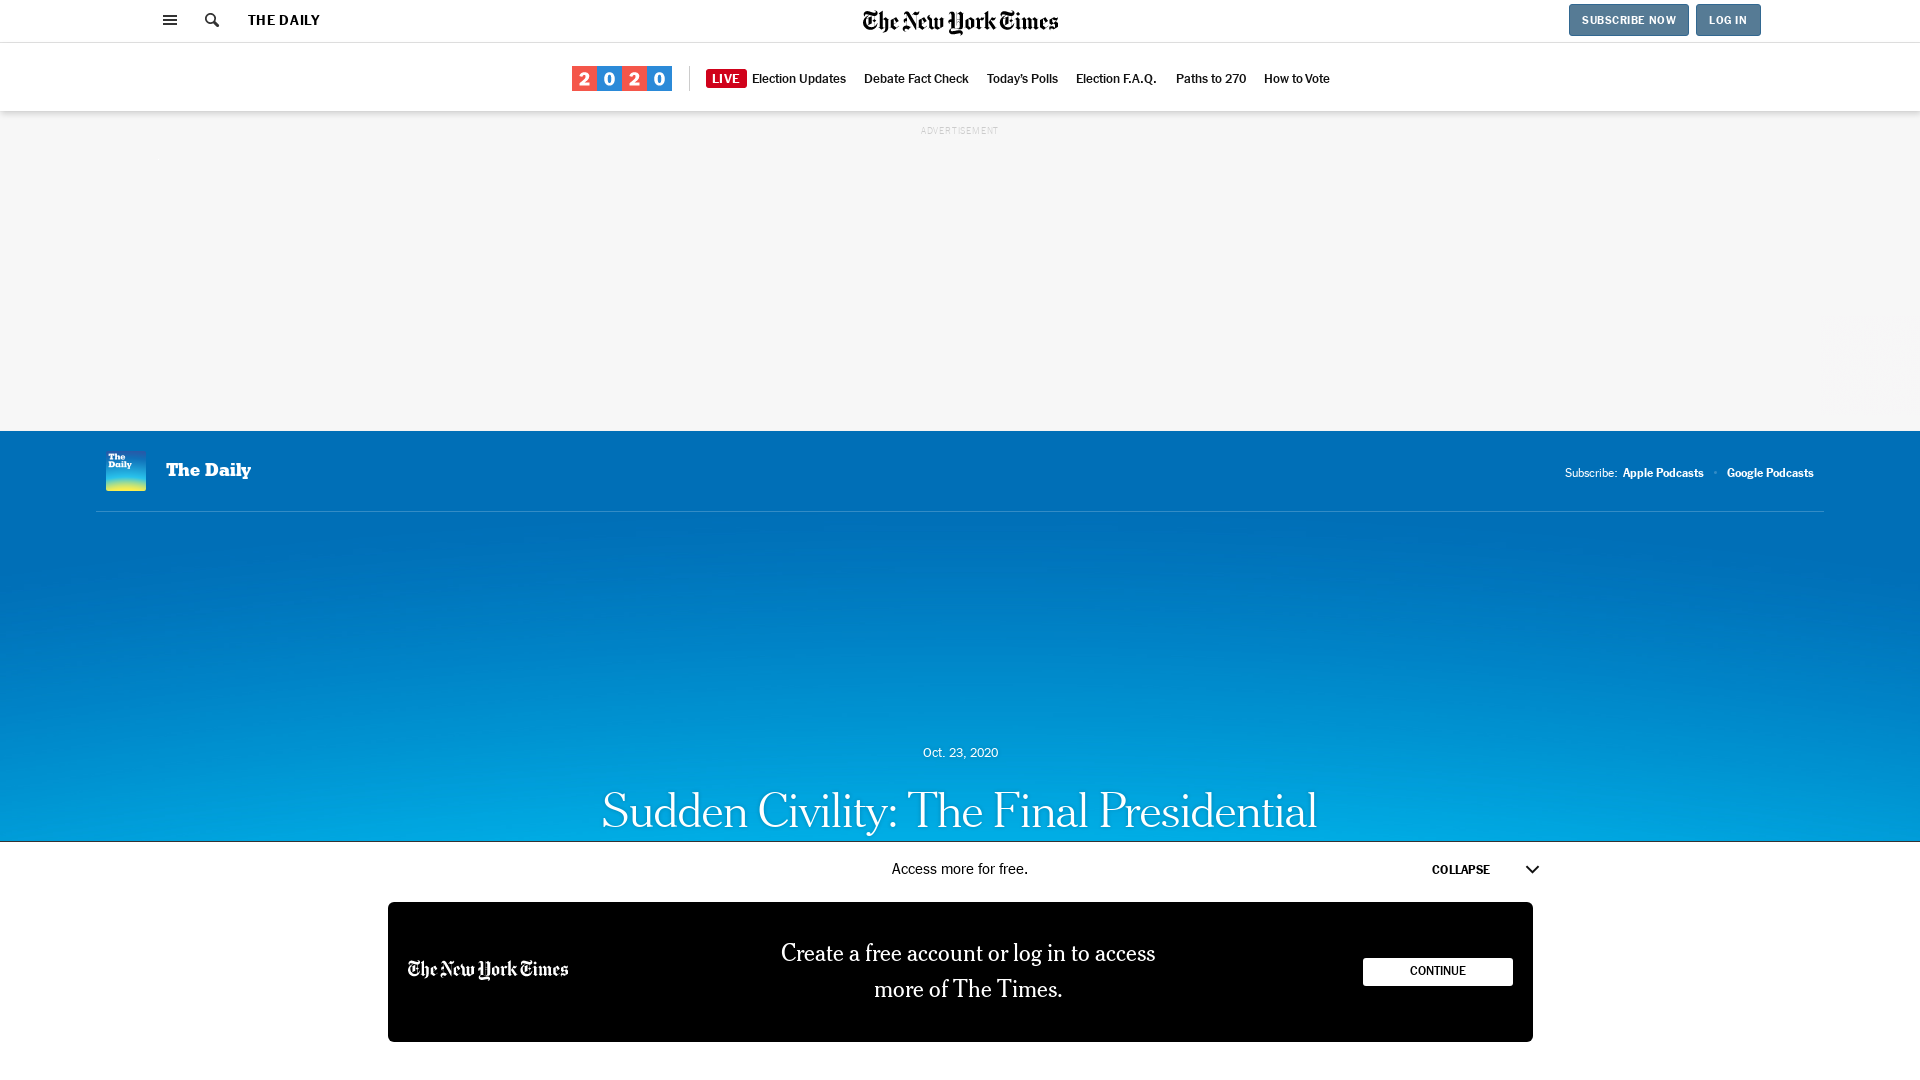 THE DAILY
The New York Times
SUBSCRIBE NOW
LOG IN
2020
LIVE Election Updates
Debate Fact Check
Today's Polls
Election F.A.Q.
Paths to 270
How to Vote
ADVERTISEMENT
The Daily
The Daily
Subscribe: Apple Podcasts • Google Podcasts
Oct. 23, 2020
Sudden Civility: The Final Presidential
Access more for free.
COLLAPSE
The New York Times
Create a free account or log in to access
more of The Times.
CONTINUE